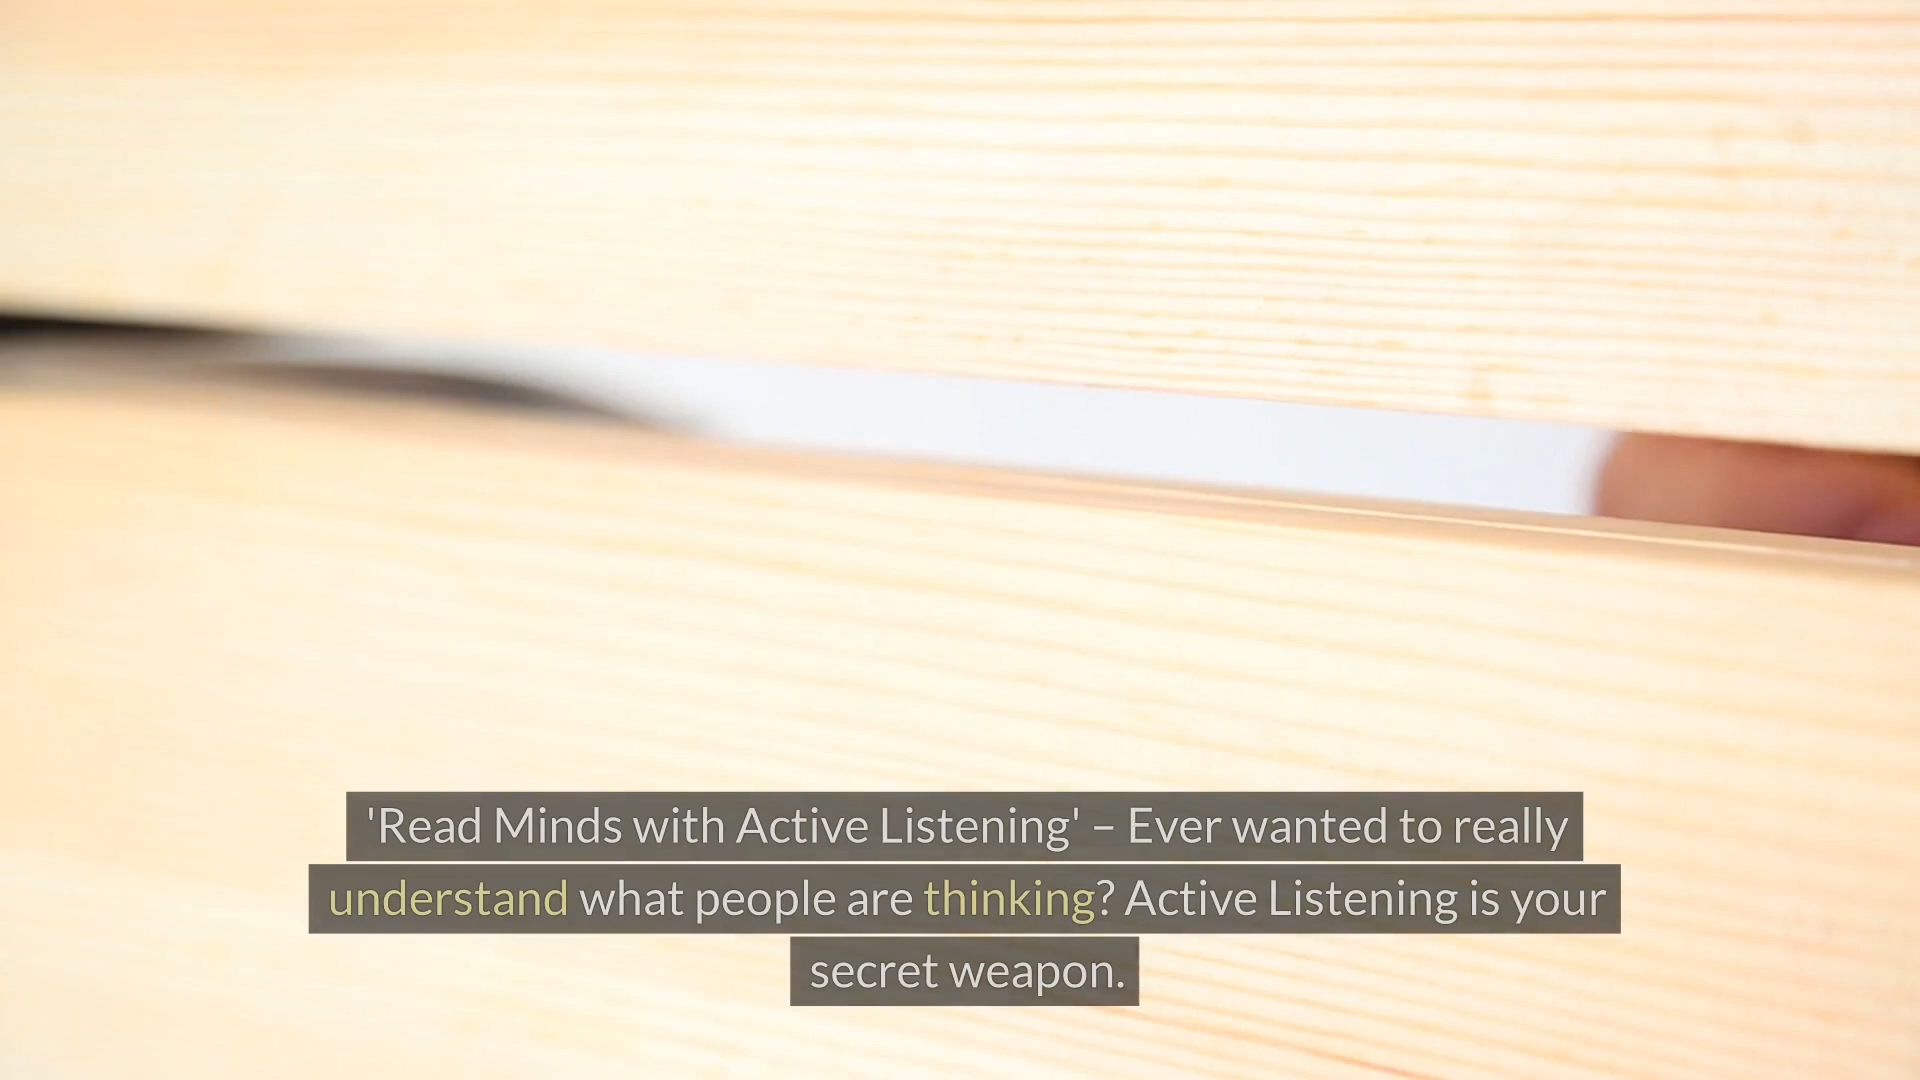 'Read Minds with Active Listening' – Ever wanted to really
understand what people are thinking? Active Listening is your
secret weapon.